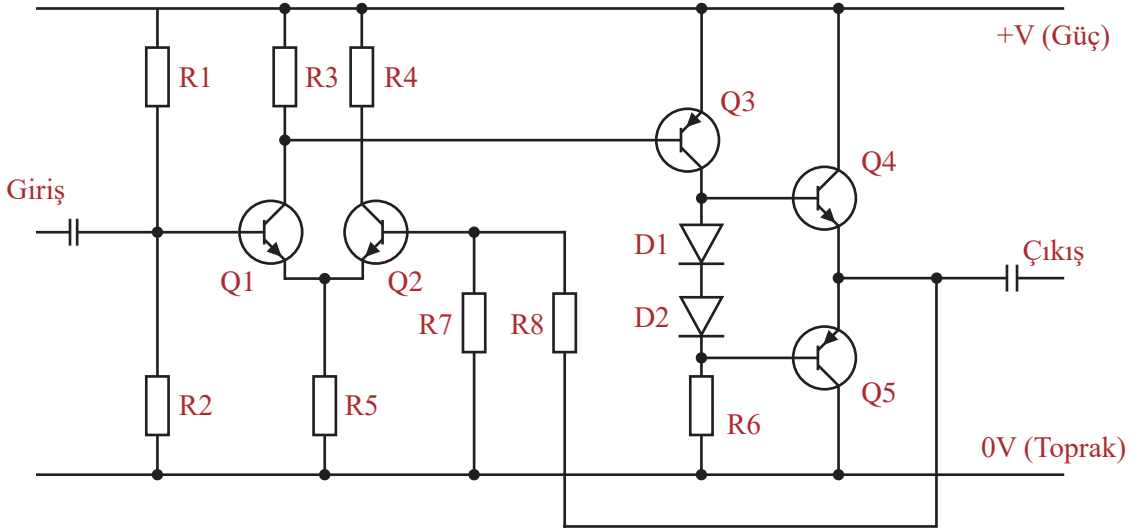 +V (Güç)
R1
R3
R4
Q3
Q4
Giriş
Q1
Q2
D1
Çıkış
D2
R7
R8
Q5
R2
R5
R6
0V (Toprak)